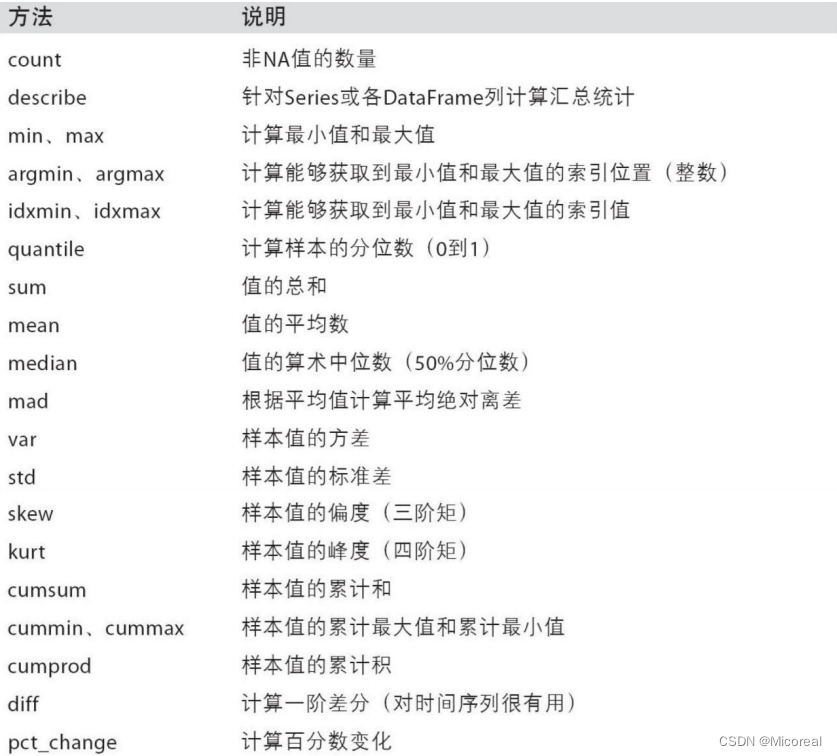 方法 说明
count 非NA值的数量
describe 针对Series或各DataFrame列计算汇总统计
min、max 计算最小值和最大值
argmin、argmax 计算能够获取到最小值和最大值的索引位置（整数）
idxmin、idxmax 计算能够获取到最小值和最大值的索引值
quantile 计算样本的分位数（0到1）
sum 值的总和
mean 值的平均数
median 值的算术中位数（50%分位数）
mad 根据平均值计算平均绝对离差
var 样本值的方差
std 样本值的标准差
skew 样本值的偏度（三阶矩）
kurt 样本值的峰度（四阶矩）
cumsum 样本值的累计和
cummin、cummax 样本值的累计最大值和累计最小值
cumprod 样本值的累计积
diff 计算一阶差分（对时间序列很有用）
pct_change 计算百分数变化
CSDN @Micoreal